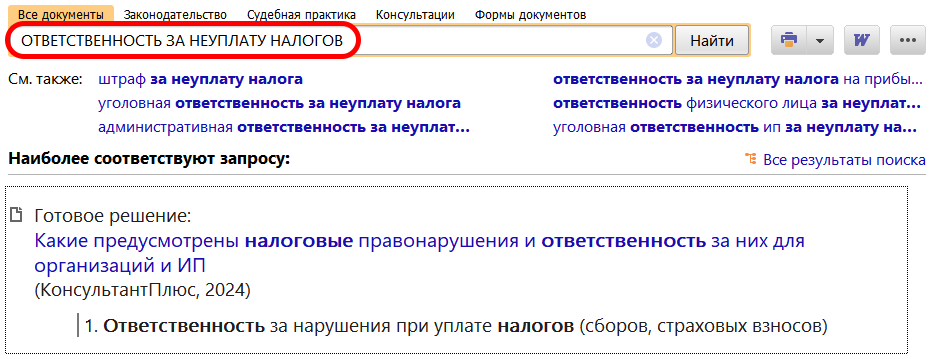 Все документы Законодательство Судебная практика Консультации Формы документов
ОТВЕТСТВЕННОСТЬ ЗА НЕУПЛАТУ НАЛОГОВ Найти W
См. также: штраф за неуплату налога ответственность за неуплату налога на прибы...
уголовная ответственность за неуплату налога ответственность физического лица за неуплат...
административная ответственность за неуплат... уголовная ответственность ип за неуплату на...
Наиболее соответствуют запросу: Все результаты поиска
Готовое решение:
Какие предусмотрены налоговые правонарушения и ответственность за них для
организаций и ИП
(КонсультантПлюс, 2024)
1. Ответственность за нарушения при уплате налогов (сборов, страховых взносов)